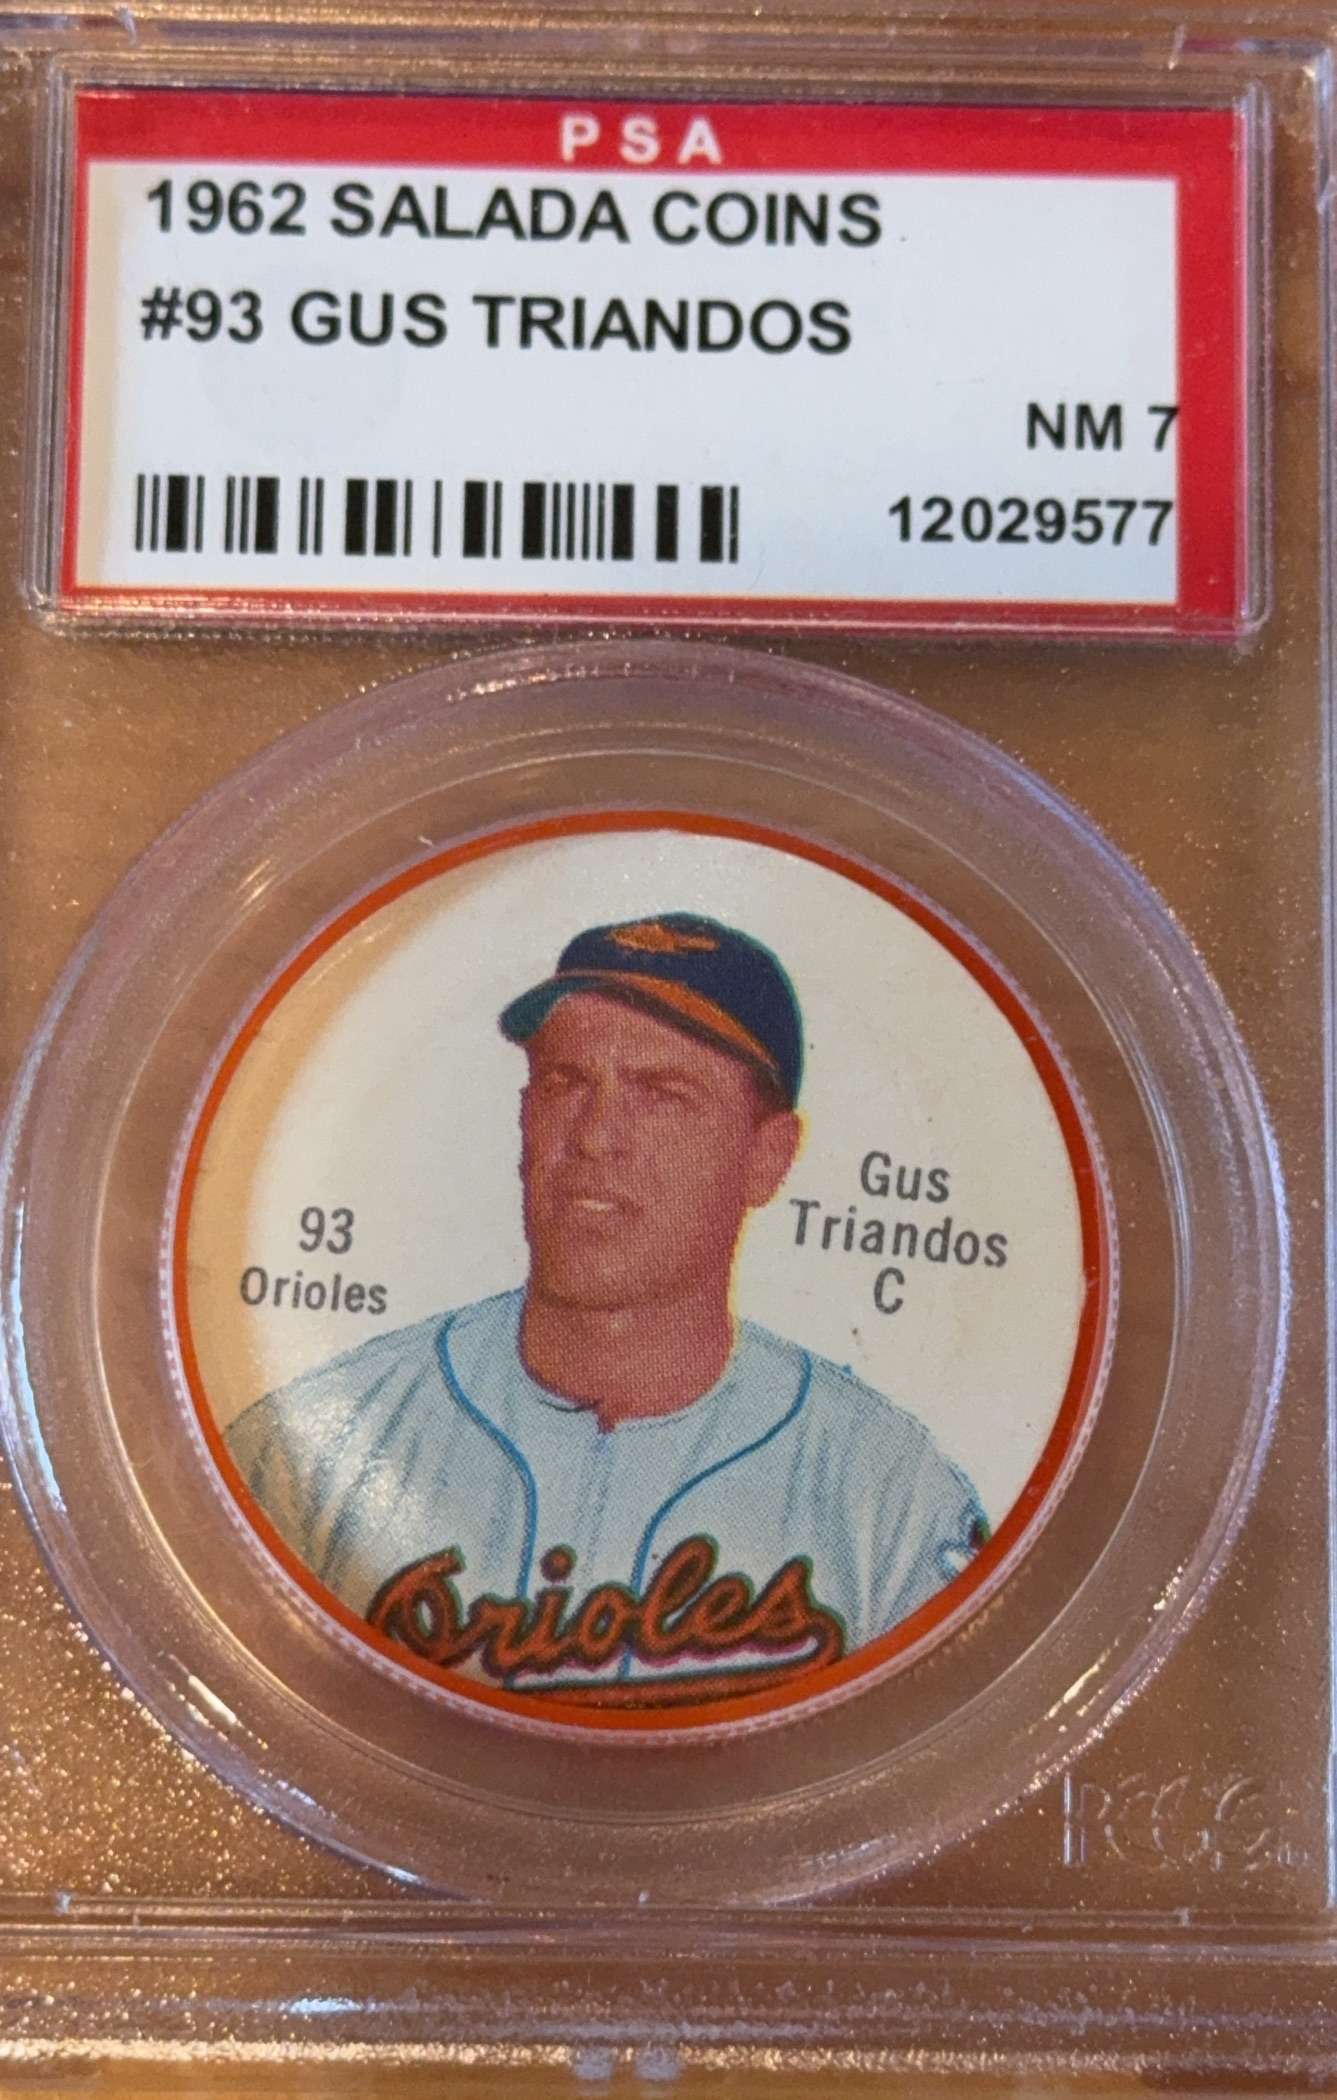 PSA
1962 SALADA COINS
#93 GUS TRIANDOS
NM 7
12029577
93
Orioles
Gus
Triandos
C
Orioles